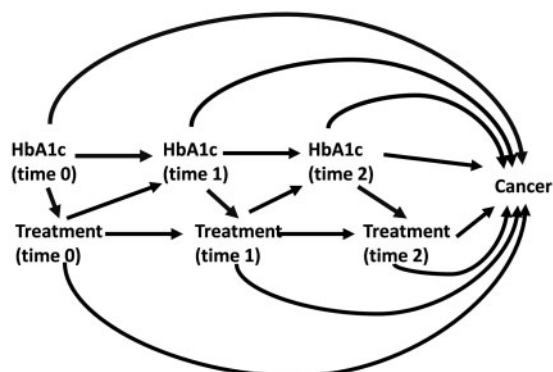 HbA1c
(time 0)
HbA1c
(time 1)
HbA1c
(time 2)
Cancer
Treatment
(time 0)
Treatment
(time 1)
Treatment
(time 2)